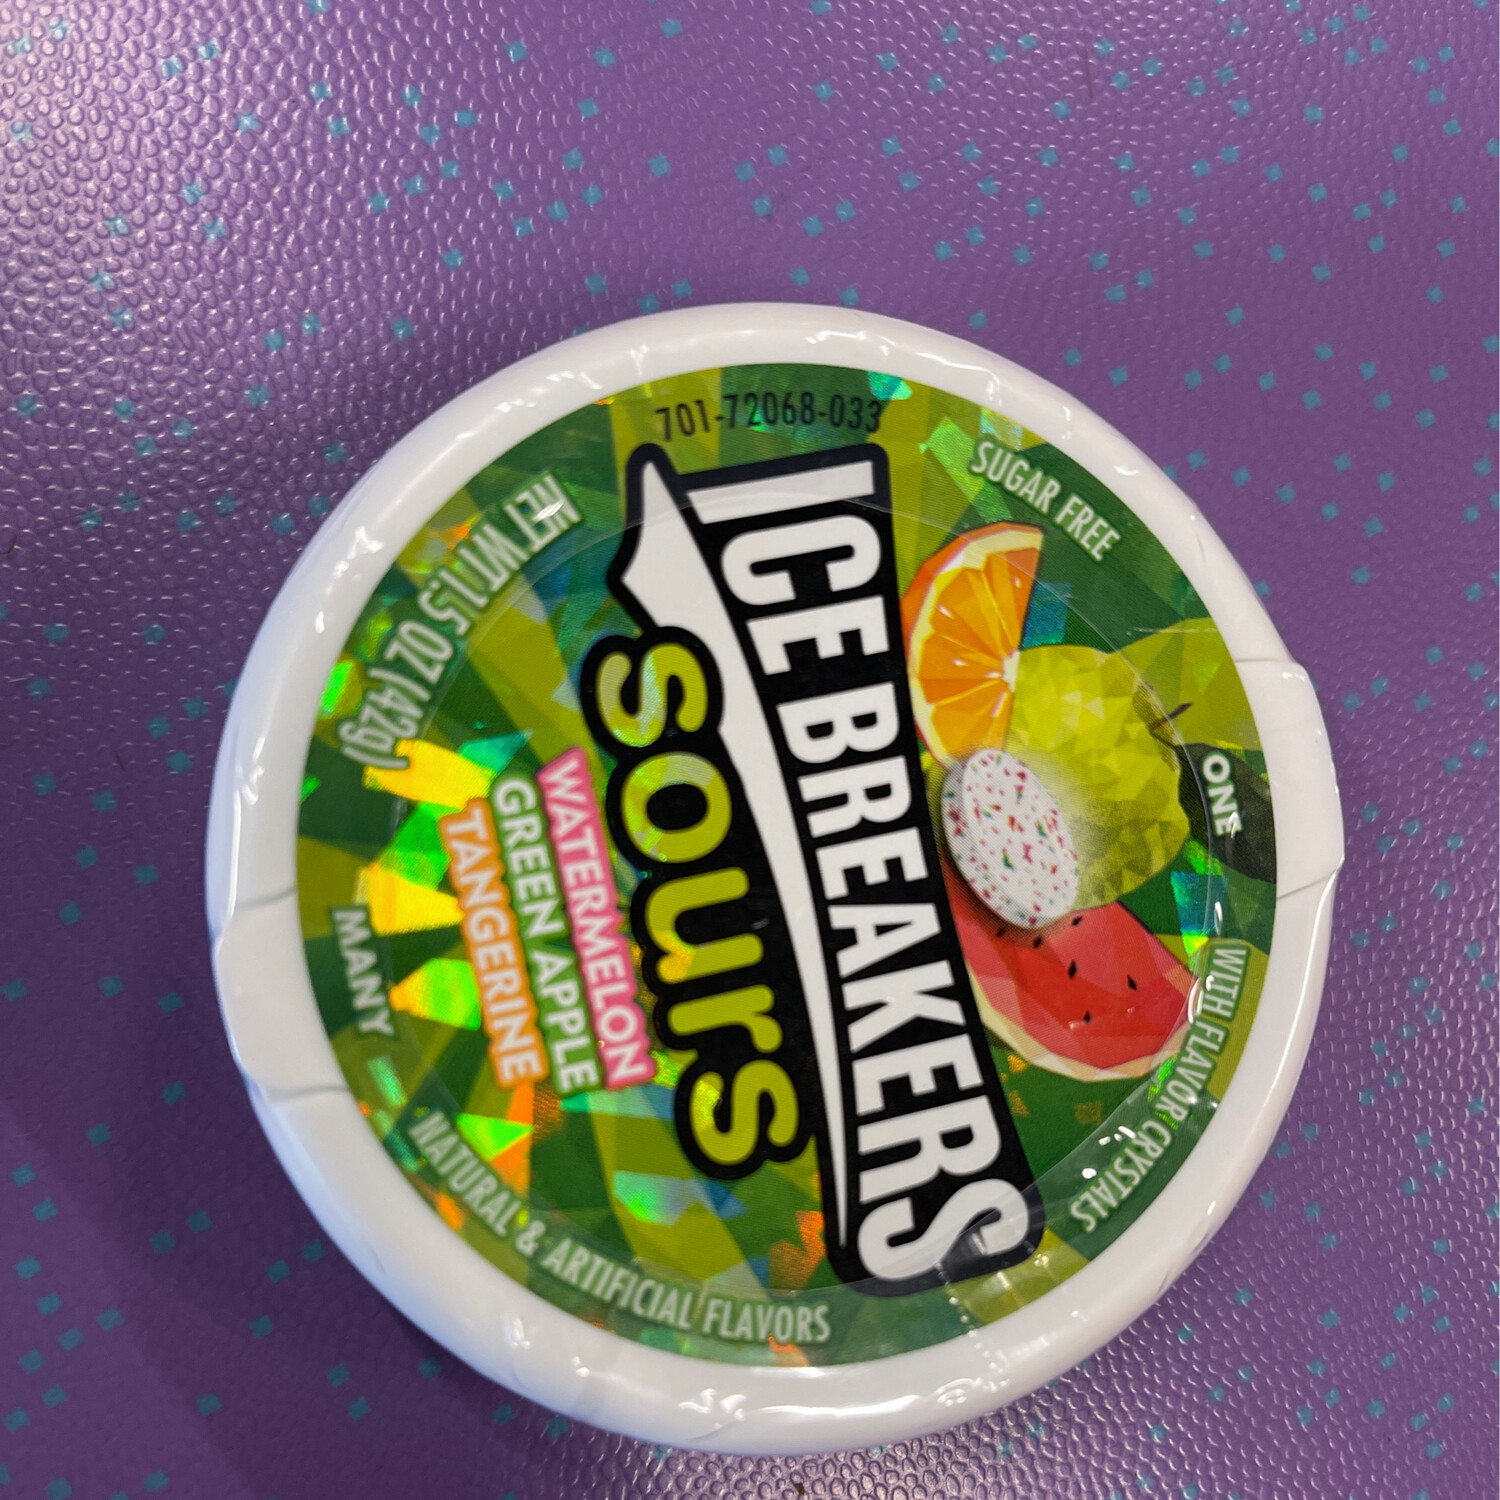 SUGAR FREE
ONE
WITH FLAVOR CRYSTALS
ICE BREAKERS
sours
WATERMELON
GREEN APPLE
TANGERINE
701-72068-033
NET WT. 1.5 OZ (42g)
MANY
NATURAL & ARTIFICIAL FLAVORS